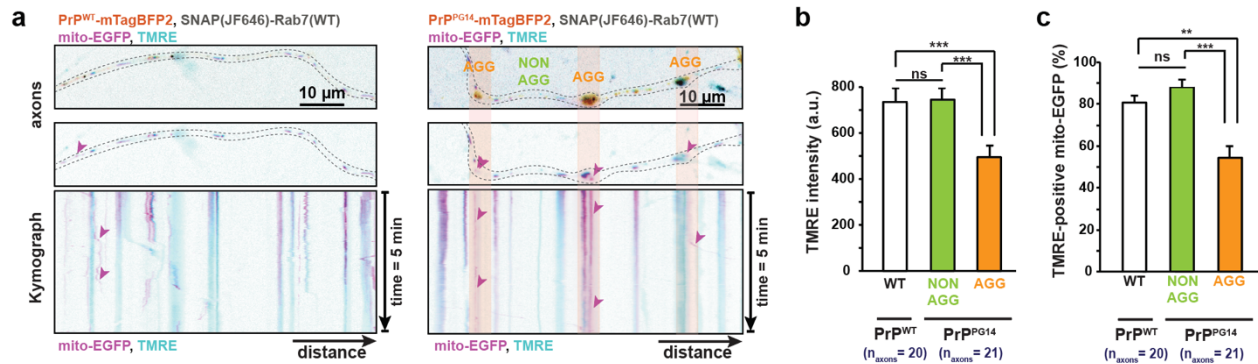 a
PrP^WT-mTagBFP2, SNAP(JF646)-Rab7(WT)
mito-EGFP, TMRE
axons
10 µm
Kymograph
time = 5 min
mito-EGFP, TMRE
distance
PrP^PG14-mTagBFP2, SNAP(JF646)-Rab7(WT)
mito-EGFP, TMRE
AGG
NON
AGG
AGG
AGG
10 µm
time = 5 min
mito-EGFP, TMRE
distance
b
TMRE intensity (a.u.)
800
600
400
200
0
***
ns
***
WT
NON
AGG
AGG
PrP^WT
PrP^PG14
(n_axons = 20)
(n_axons = 21)
c
TMRE-positive mito-EGFP (%)
100
80
60
40
20
0
**
ns
***
WT
NON
AGG
AGG
PrP^WT
PrP^PG14
(n_axons = 20)
(n_axons = 21)